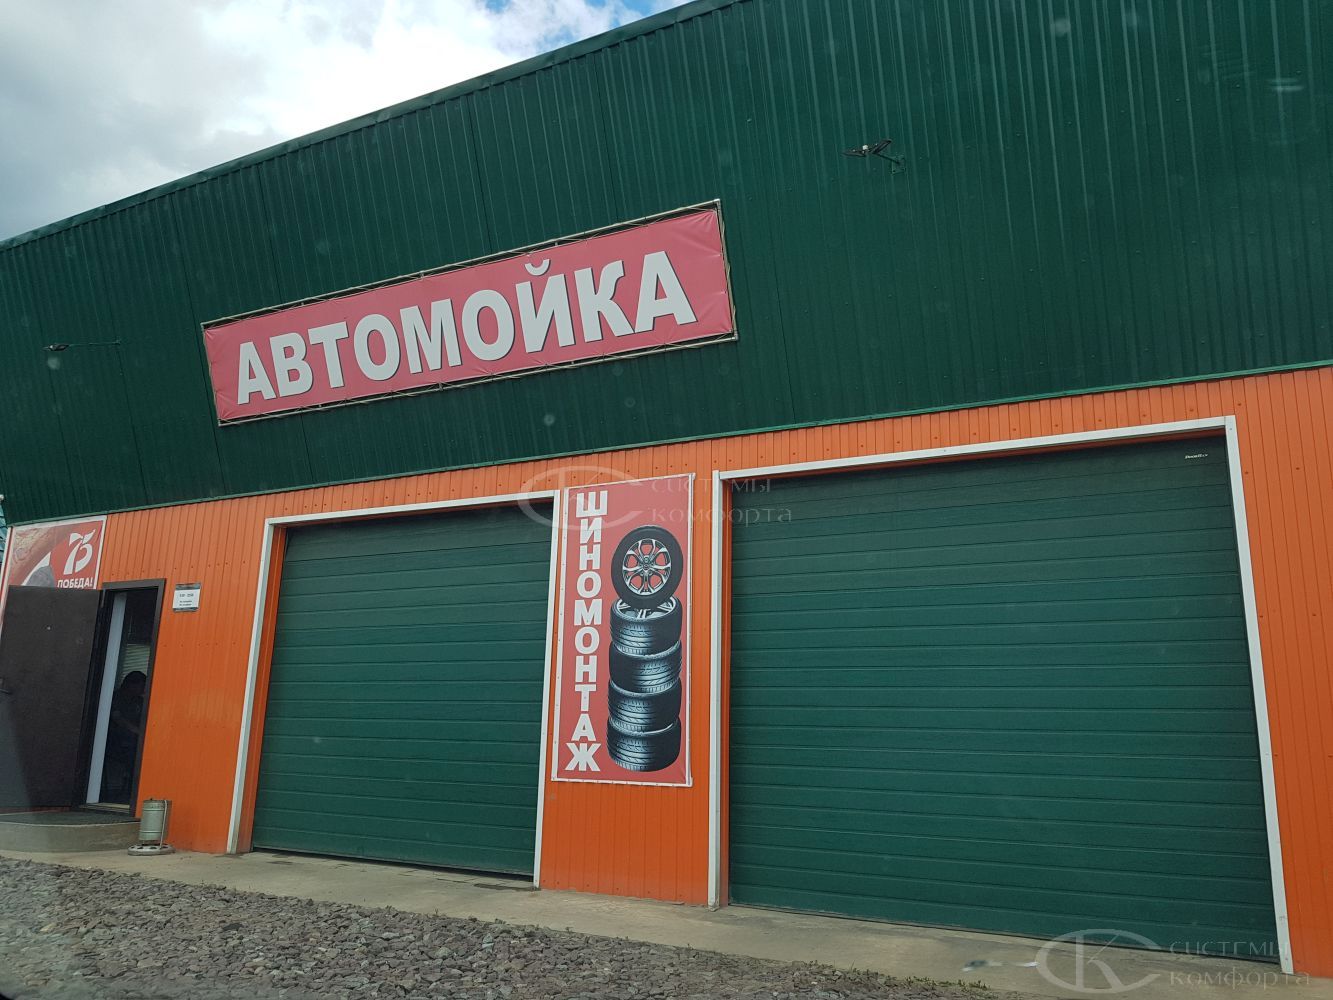 АВТОМОЙКА
ШИНОМОНТАЖ
75
ПОБЕДА!
СИСТЕМЫ
КОМФОРТА
СИСТЕМЫ
КОМФОРТА